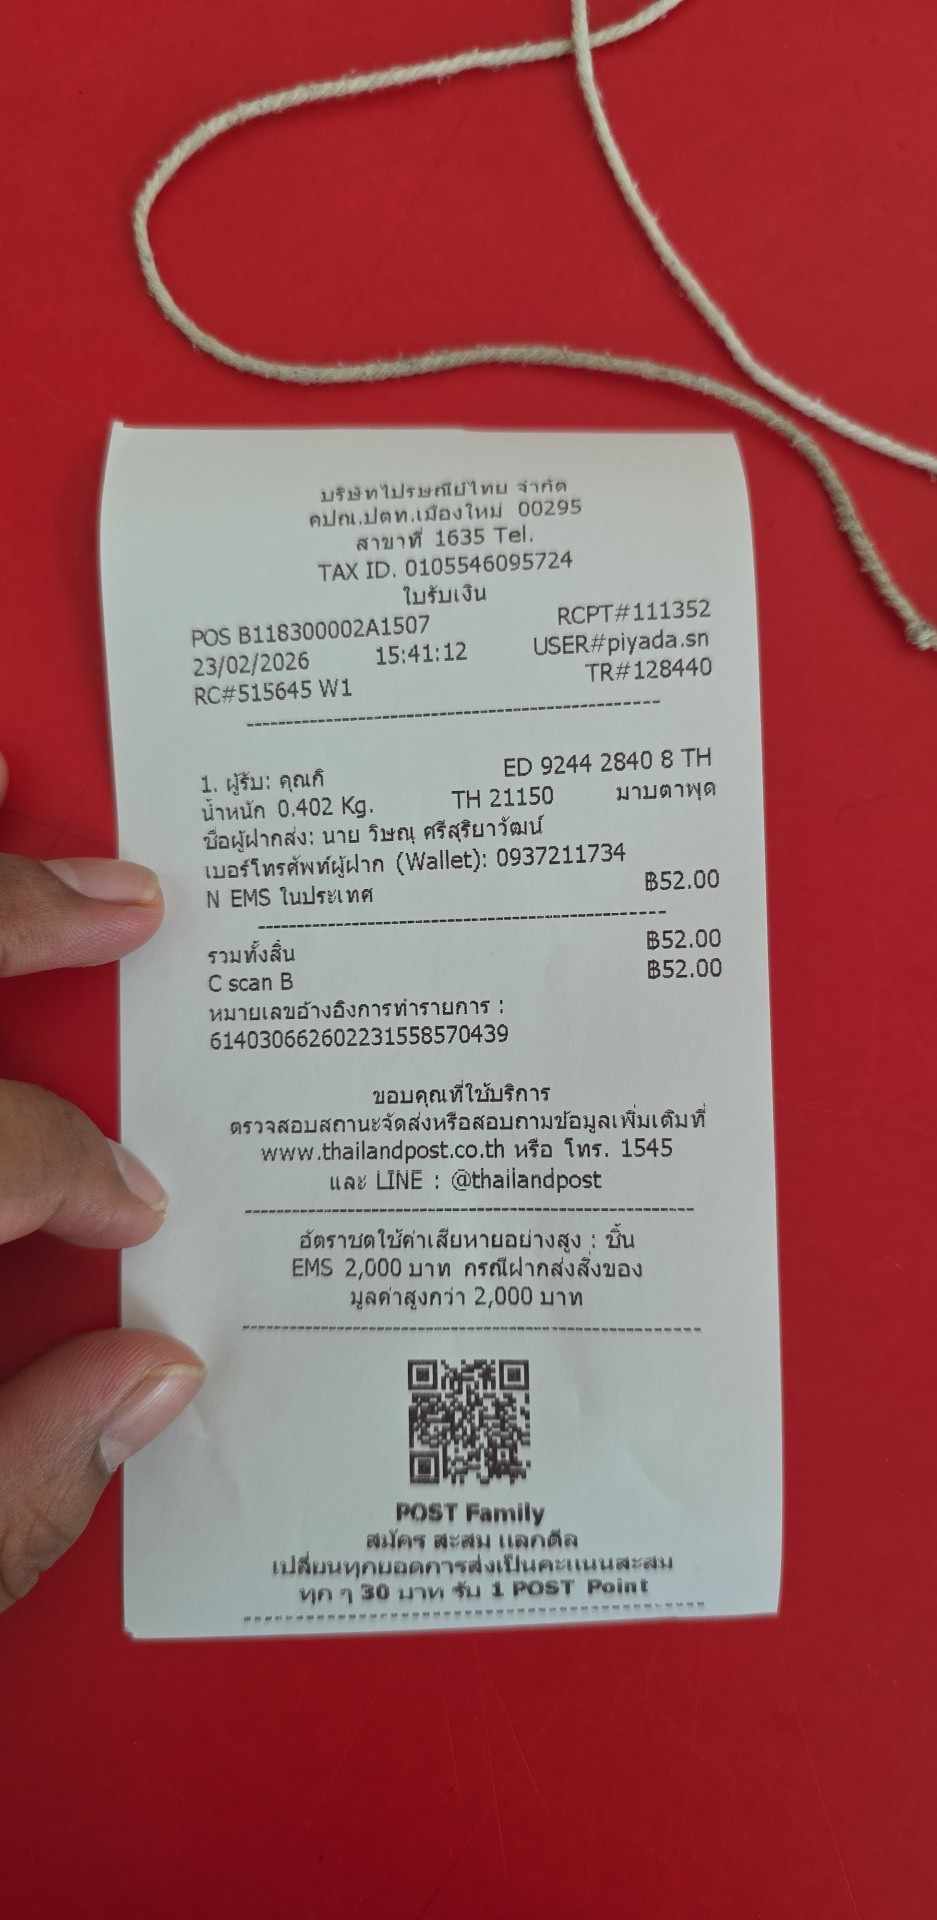 บริษัทไปรษณีย์ไทย จำกัด
คปณ.ปตท.เมืองใหม่ 00295
สาขาที่ 1635 Tel.
TAX ID. 0105546095724
ใบรับเงิน
POS B118300002A1507 RCPT#111352
23/02/2026 15:41:12 USER#piyada.sn
RC#515645 W1 TR#128440
1. ผู้รับ: คุณกิ ED 9244 2840 8 TH
น้ำหนัก 0.402 Kg. TH 21150 มาบตาพุด
ชื่อผู้ฝากส่ง: นาย วิษณุ ศรีสุริยาวัฒน์
เบอร์โทรศัพท์ผู้ฝาก (Wallet): 0937211734
N EMS ในประเทศ ฿52.00
รวมทั้งสิ้น ฿52.00
C scan B ฿52.00
หมายเลขอ้างอิงการทำรายการ :
614030662602231558570439
ขอบคุณที่ใช้บริการ
ตรวจสอบสถานะจัดส่งหรือสอบถามข้อมูลเพิ่มเติมที่
www.thailandpost.co.th หรือ โทร. 1545
และ LINE : @thailandpost
อัตราชดใช้ค่าเสียหายอย่างสูง : ชิ้น
EMS 2,000 บาท กรณีฝากส่งสิ่งของ
มูลค่าสูงกว่า 2,000 บาท
POST Family
สมัคร สะสม แลกดีล
เปลี่ยนทุกยอดการส่งเป็นคะแนนสะสม
ทุก ๆ 30 บาท รับ 1 POST Point